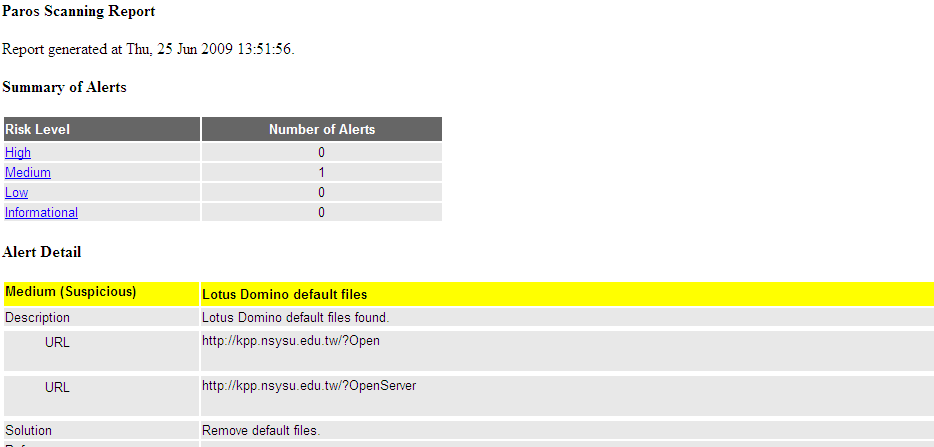 Paros Scanning Report
Report generated at Thu, 25 Jun 2009 13:51:56.
Summary of Alerts
Risk Level Number of Alerts
High 0
Medium 1
Low 0
Informational 0
Alert Detail
Medium (Suspicious) Lotus Domino default files
Description Lotus Domino default files found.
URL http://kpp.nsysu.edu.tw/?Open
URL http://kpp.nsysu.edu.tw/?OpenServer
Solution Remove default files.